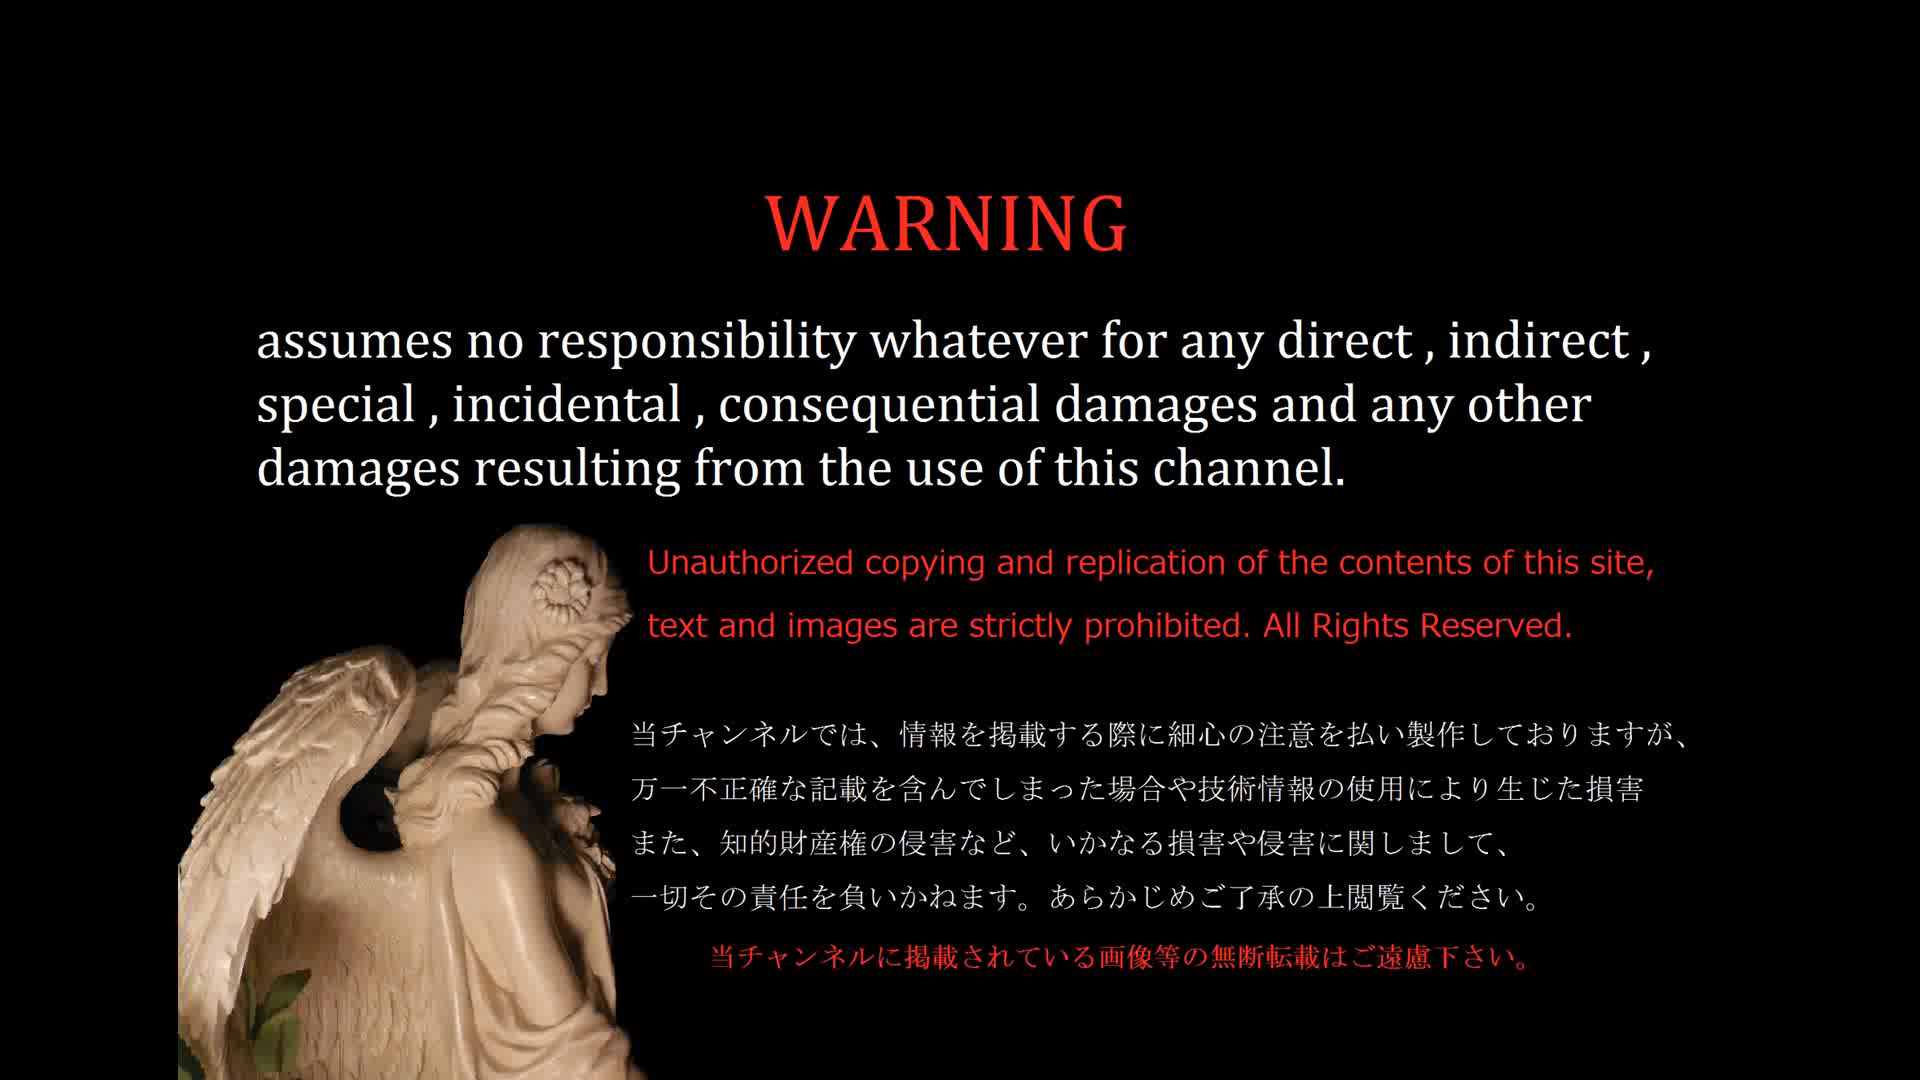 WARNING
assumes no responsibility whatever for any direct , indirect ,
special , incidental , consequential damages and any other
damages resulting from the use of this channel.
Unauthorized copying and replication of the contents of this site,
text and images are strictly prohibited. All Rights Reserved.
当チャンネルでは、情報を掲載する際に細心の注意を払い製作しておりますが、
万一不正確な記載を含んでしまった場合や技術情報の使用により生じた損害
また、知的財産権の侵害など、いかなる損害や侵害に関しまして、
一切その責任を負いかねます。あらかじめご了承の上閲覧ください。
当チャンネルに掲載されている画像等の無断転載はご遠慮下さい。